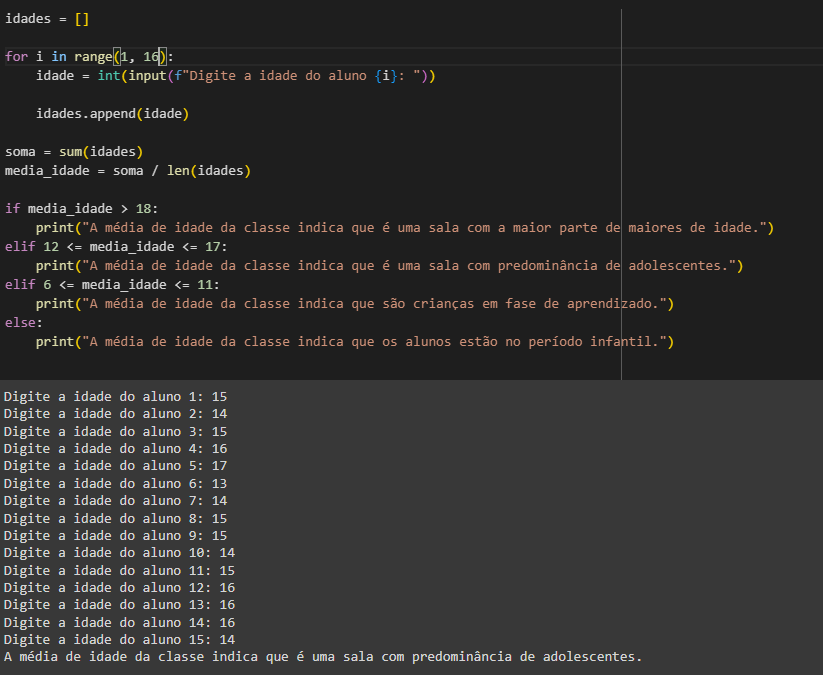 idades = []
for i in range(1, 16):
    idade = int(input(f"Digite a idade do aluno {i}: "))
    idades.append(idade)
soma = sum(idades)
media_idade = soma / len(idades)
if media_idade > 18:
    print("A média de idade da classe indica que é uma sala com a maior parte de maiores de idade.")
elif 12 <= media_idade <= 17:
    print("A média de idade da classe indica que é uma sala com predominância de adolescentes.")
elif 6 <= media_idade <= 11:
    print("A média de idade da classe indica que são crianças em fase de aprendizado.")
else:
    print("A média de idade da classe indica que os alunos estão no período infantil.")
Digite a idade do aluno 1: 15
Digite a idade do aluno 2: 14
Digite a idade do aluno 3: 15
Digite a idade do aluno 4: 16
Digite a idade do aluno 5: 17
Digite a idade do aluno 6: 13
Digite a idade do aluno 7: 14
Digite a idade do aluno 8: 15
Digite a idade do aluno 9: 15
Digite a idade do aluno 10: 14
Digite a idade do aluno 11: 15
Digite a idade do aluno 12: 16
Digite a idade do aluno 13: 16
Digite a idade do aluno 14: 16
Digite a idade do aluno 15: 14
A média de idade da classe indica que é uma sala com predominância de adolescentes.